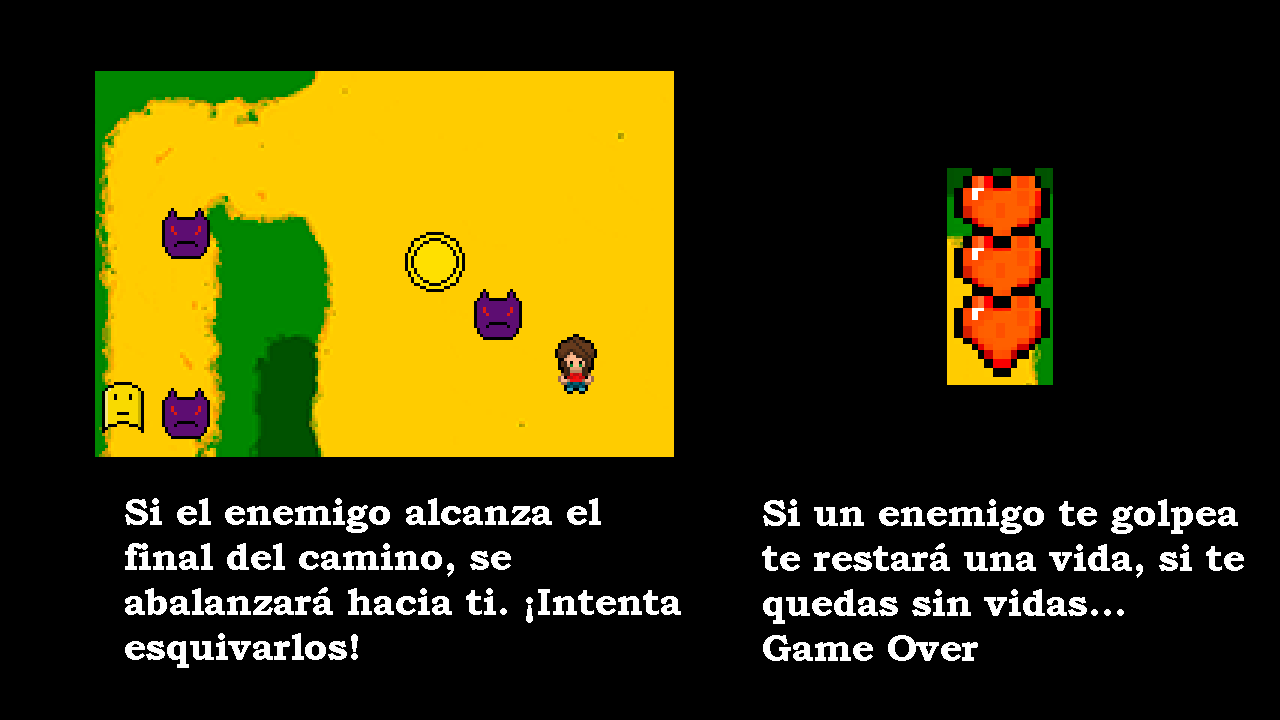 Si el enemigo alcanza el
final del camino, se
abalanzará hacia ti. ¡Intenta
esquivarlos!
Si un enemigo te golpea
te restará una vida, si te
quedas sin vidas...
Game Over